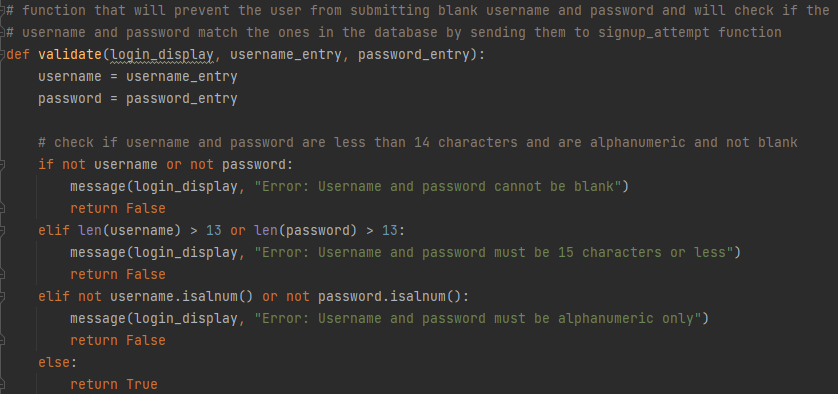 # function that will prevent the user from submitting blank username and password and will check if the
# username and password match the ones in the database by sending them to signup_attempt function
def validate(login_display, username_entry, password_entry):
    username = username_entry
    password = password_entry

    # check if username and password are less than 14 characters and are alphanumeric and not blank
    if not username or not password:
        message(login_display, "Error: Username and password cannot be blank")
        return False
    elif len(username) > 13 or len(password) > 13:
        message(login_display, "Error: Username and password must be 15 characters or less")
        return False
    elif not username.isalnum() or not password.isalnum():
        message(login_display, "Error: Username and password must be alphanumeric only")
        return False
    else:
        return True